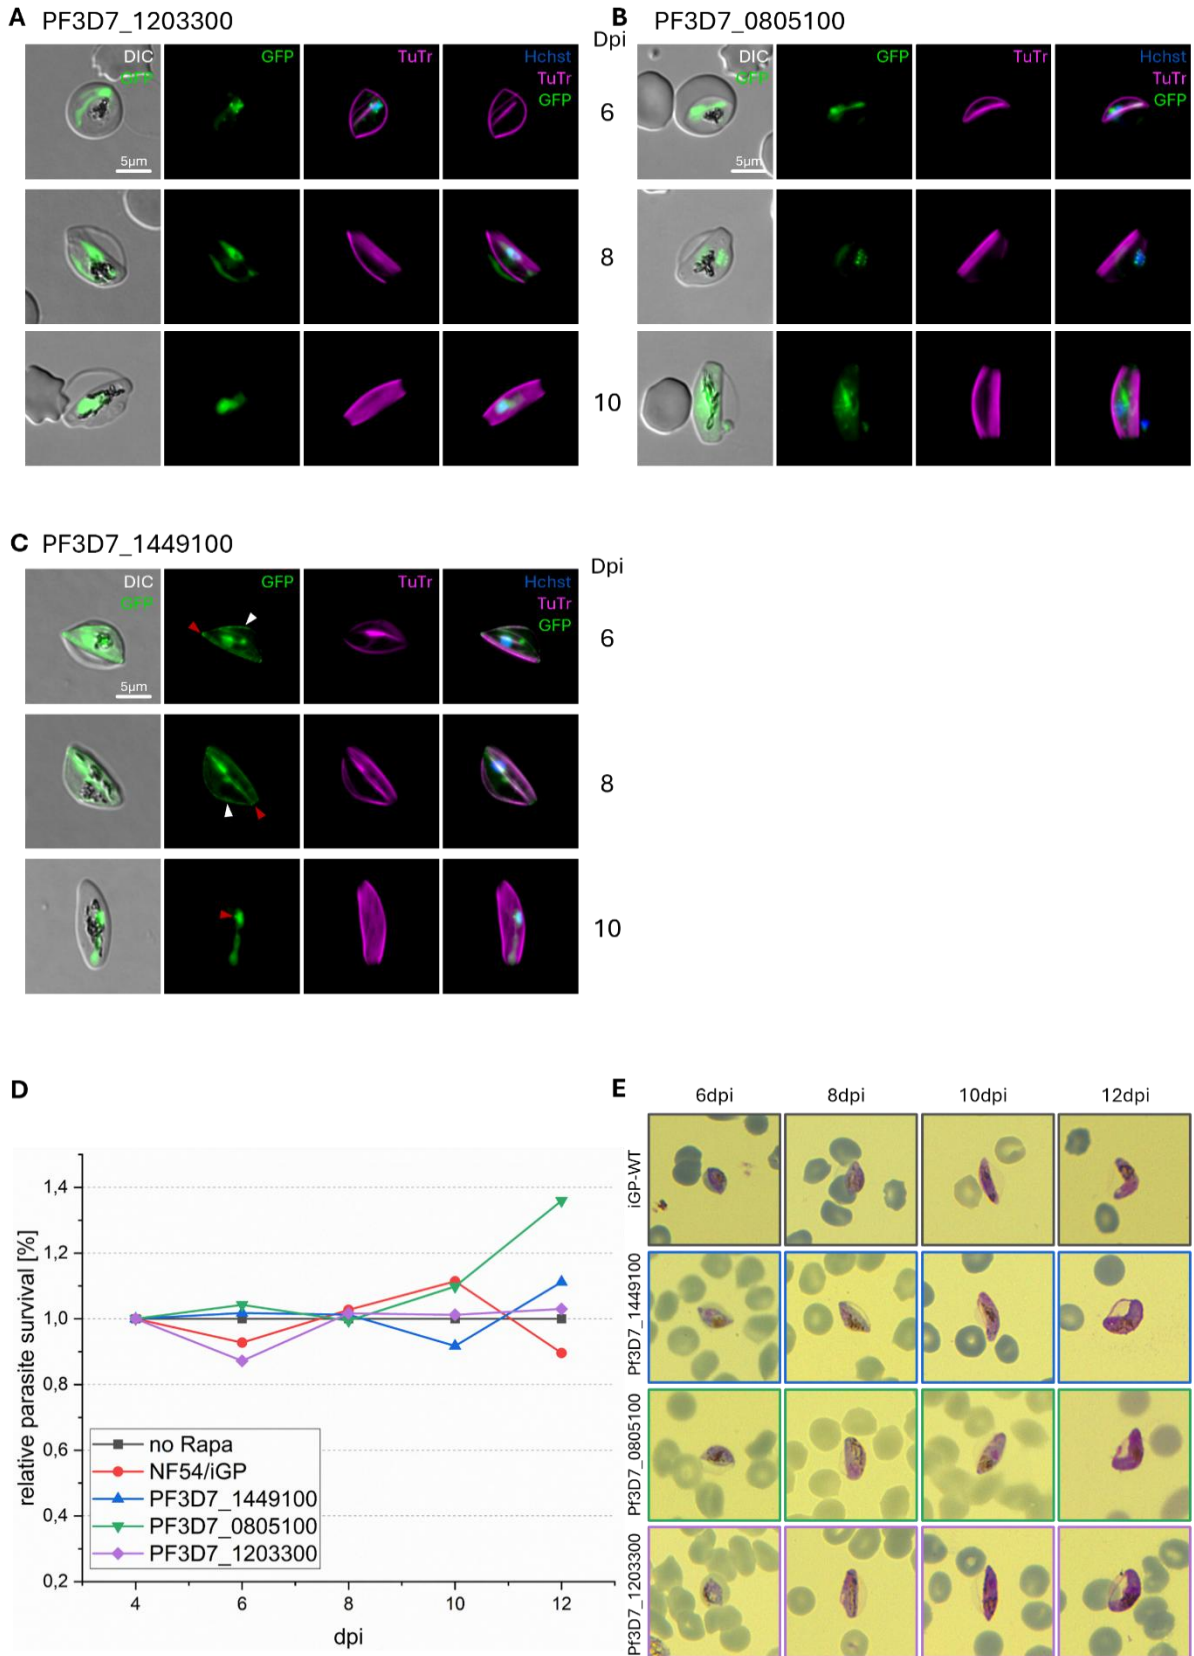 A PF3D7_1203300
B PF3D7_0805100
Dpi
DIC GFP TuTr Hchst
GFP TuTr
GFP
5µm
6
8
10
DIC GFP TuTr Hchst
GFP TuTr
GFP
5µm
C PF3D7_1449100
Dpi
DIC GFP TuTr Hchst
GFP TuTr
GFP
5µm
6
8
10
D
relative parasite survival [%]
1,4
1,2
1,0
0,8
0,6
0,4
0,2
no Rapa
NF54/iGP
PF3D7_1449100
PF3D7_0805100
PF3D7_1203300
4 6 8 10 12
dpi
E
6dpi 8dpi 10dpi 12dpi
iGP-WT
Pf3D7_1449100
Pf3D7_0805100
Pf3D7_1203300